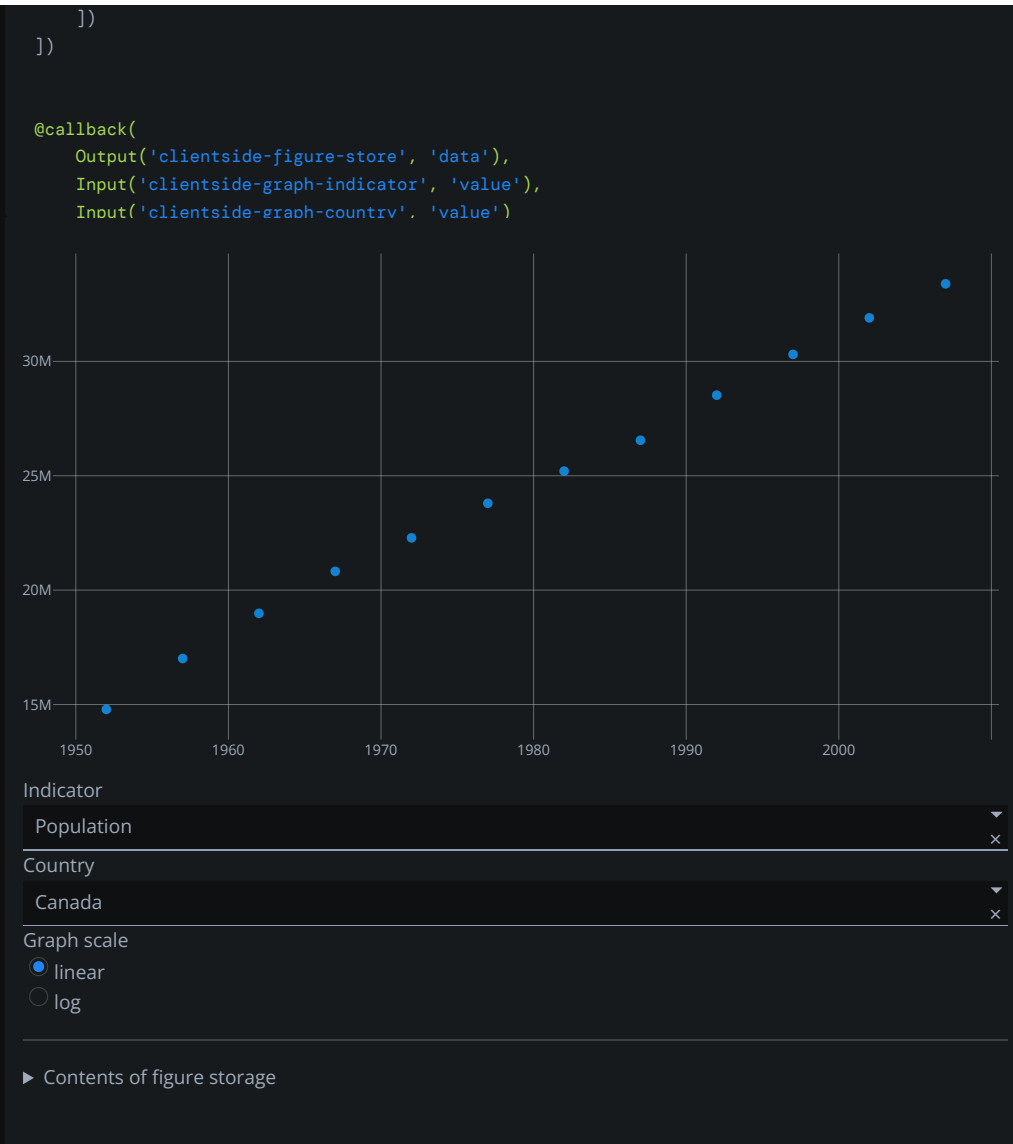 ])
])
@callback(
Output('clientside-figure-store', 'data'),
Input('clientside-graph-indicator', 'value'),
Input('clientside-graph-country', 'value')
30M
25M
20M
15M
1950 1960 1970 1980 1990 2000
Indicator
Population
×
Country
Canada
×
Graph scale
linear
log
Contents of figure storage